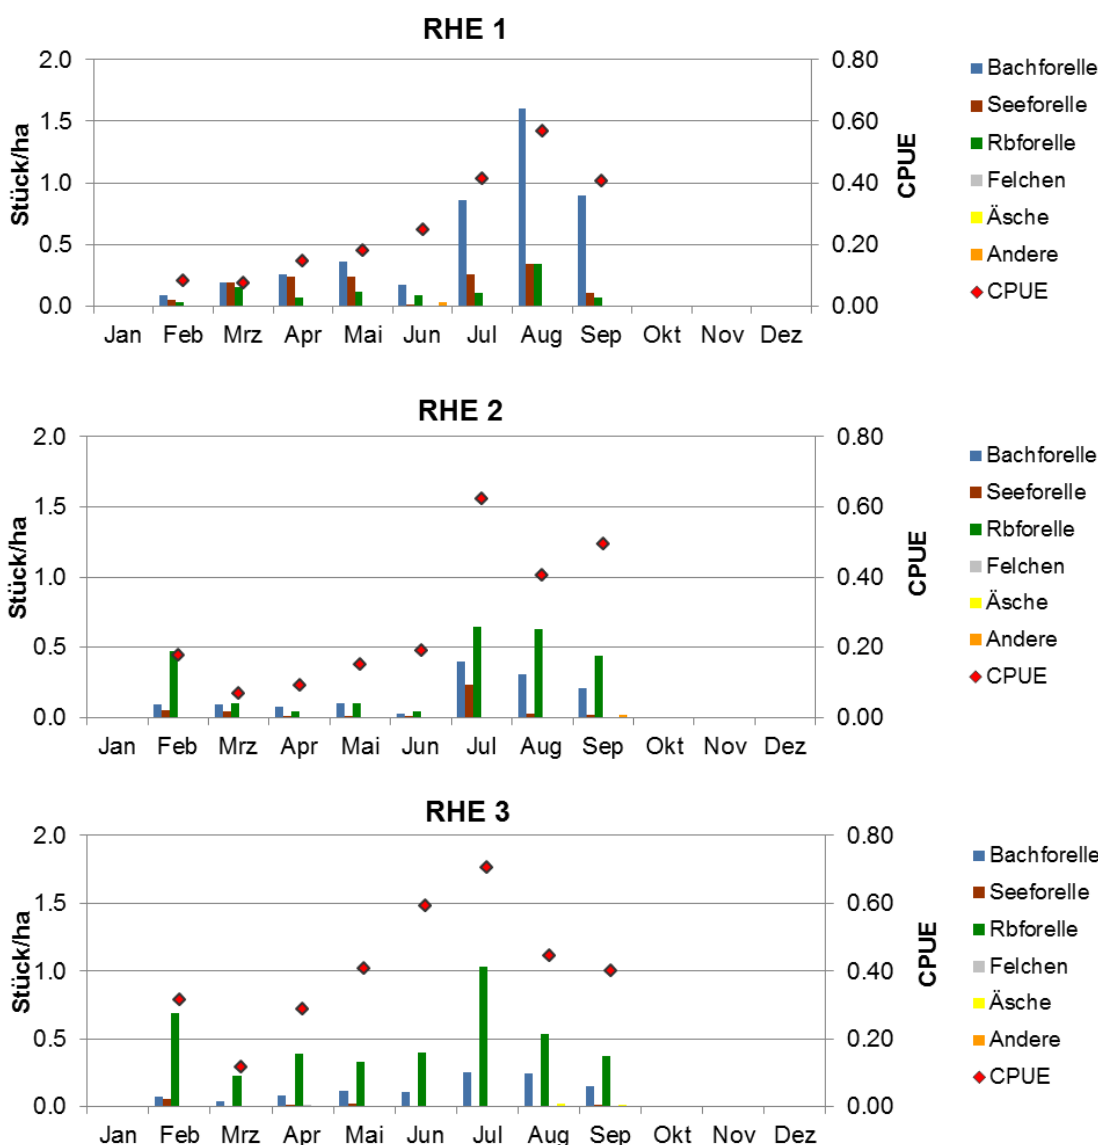 RHE 1
2.0
1.5
1.0
0.5
0.0
Stück/ha
0.80
0.60
0.40
0.20
0.00
CPUE
Jan Feb Mrz Apr Mai Jun Jul Aug Sep Okt Nov Dez
Bachforelle
Seeforelle
Rbforelle
Felchen
Äsche
Andere
CPUE
RHE 2
2.0
1.5
1.0
0.5
0.0
Stück/ha
0.80
0.60
0.40
0.20
0.00
CPUE
Jan Feb Mrz Apr Mai Jun Jul Aug Sep Okt Nov Dez
Bachforelle
Seeforelle
Rbforelle
Felchen
Äsche
Andere
CPUE
RHE 3
2.0
1.5
1.0
0.5
0.0
Stück/ha
0.80
0.60
0.40
0.20
0.00
CPUE
Jan Feb Mrz Apr Mai Jun Jul Aug Sep Okt Nov Dez
Bachforelle
Seeforelle
Rbforelle
Felchen
Äsche
Andere
CPUE